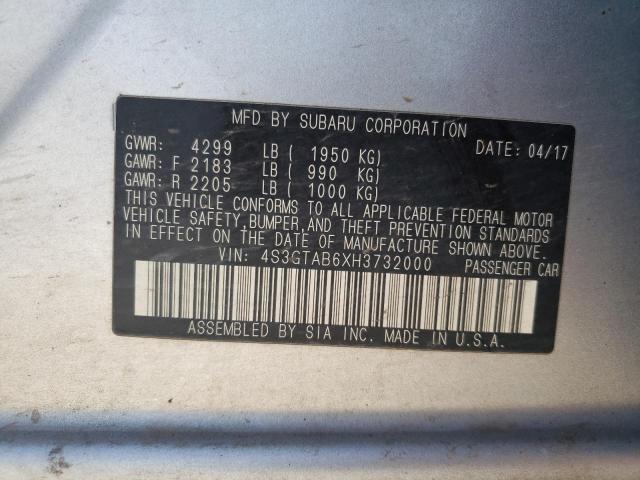 MFD BY SUBARU CORPORATION
DATE: 04/17
GVWR: 4299 LB ( 1950 KG)
GAWR: F 2183 LB ( 990 KG)
GAWR: R 2205 LB ( 1000 KG)
THIS VEHICLE CONFORMS TO ALL APPLICABLE FEDERAL MOTOR
VEHICLE SAFETY,BUMPER,AND THEFT PREVENTION STANDARDS
IN EFFECT ON THE DATE OF MANUFACTURE SHOWN ABOVE.
VIN: 4S3GTAB6XH3732000 PASSENGER CAR
ASSEMBLED BY SIA INC. MADE IN U.S.A.